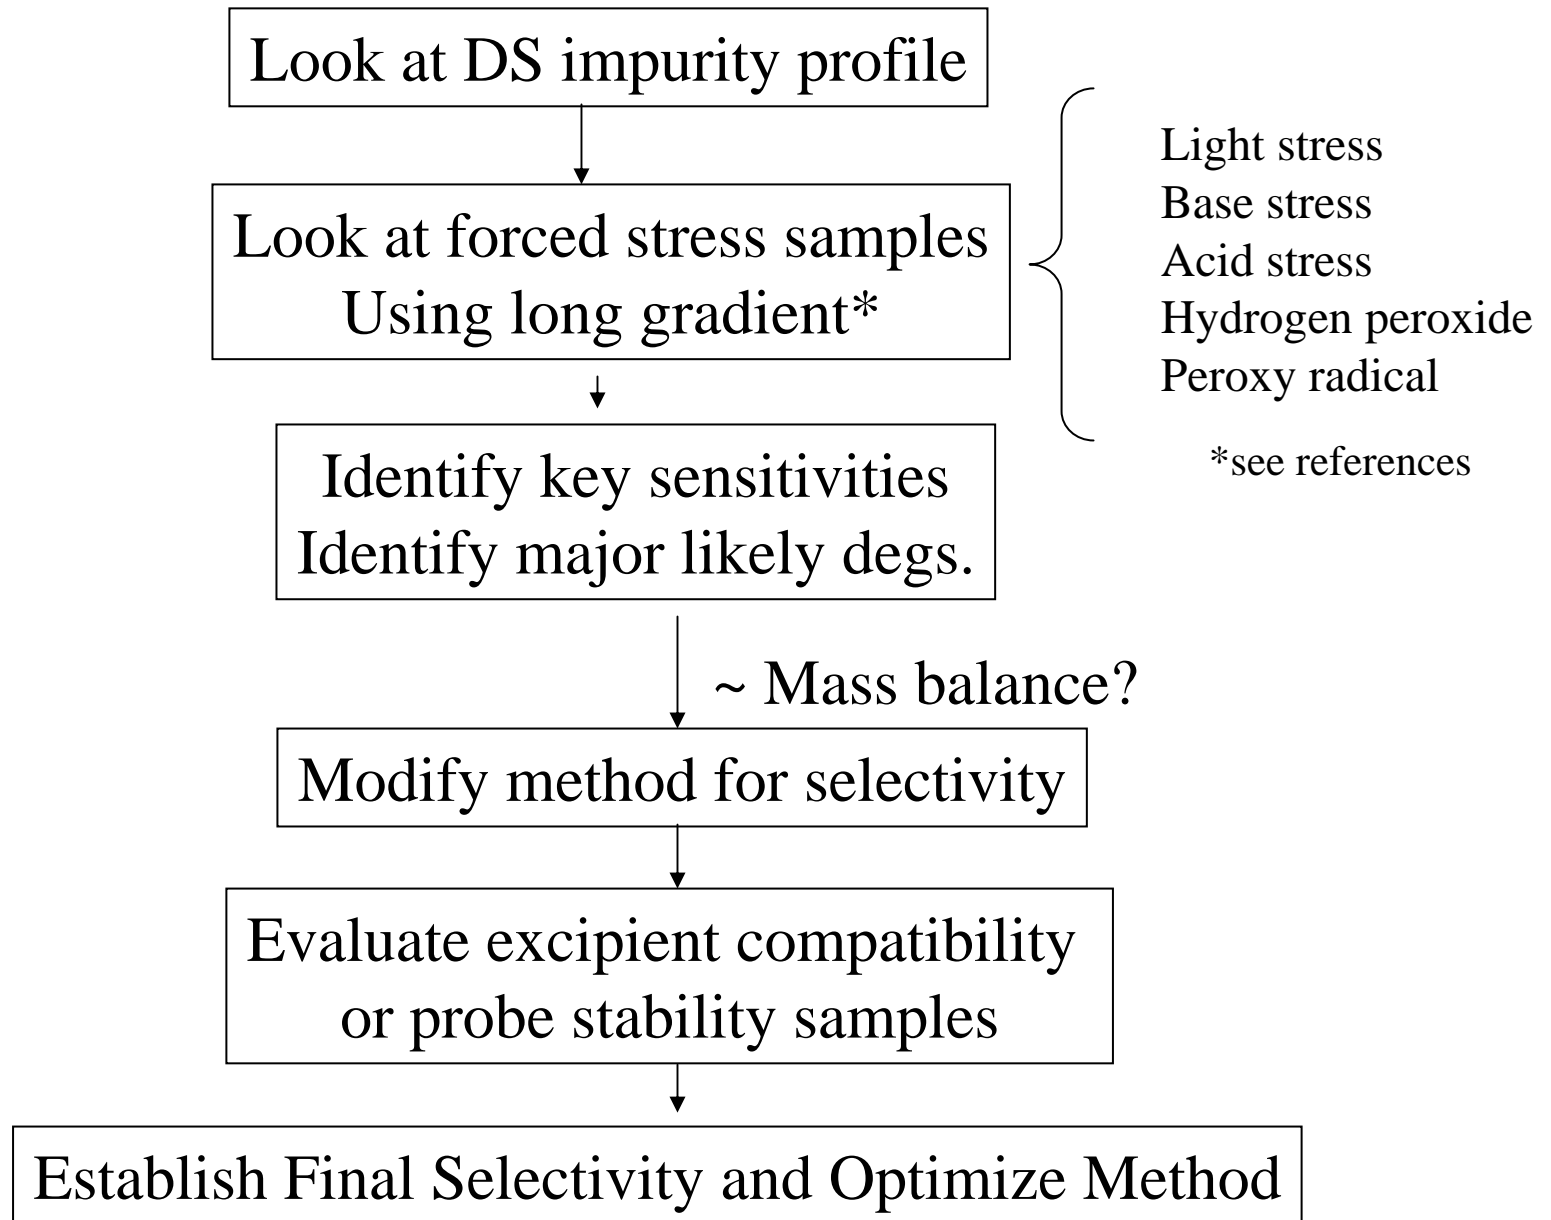 Look at DS impurity profile
Look at forced stress samples
Using long gradient*
Light stress
Base stress
Acid stress
Hydrogen peroxide
Peroxy radical
*see references
Identify key sensitivities
Identify major likely degs.
~ Mass balance?
Modify method for selectivity
Evaluate excipient compatibility
or probe stability samples
Establish Final Selectivity and Optimize Method